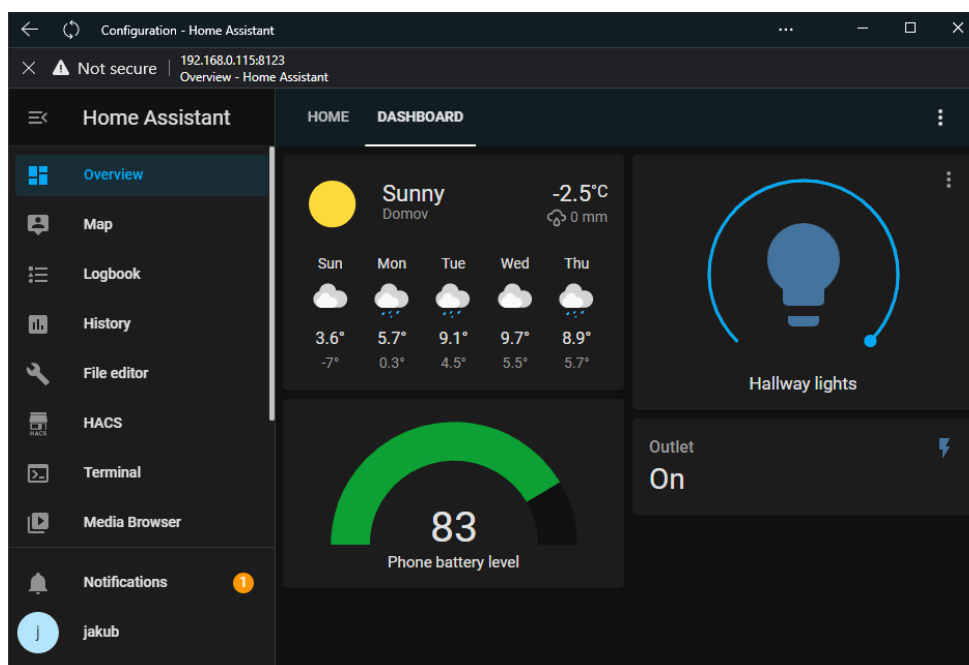 Configuration - Home Assistant
Not secure
192.168.0.115:8123
Overview - Home Assistant
Home Assistant
Overview
Map
Logbook
History
File editor
HACS
HACS
Terminal
Media Browser
Notifications 1
j jakub
HOME DASHBOARD
Sunny -2.5°C
Domov 0 mm
Sun Mon Tue Wed Thu
3.6° 5.7° 9.1° 9.7° 8.9°
-7° 0.3° 4.5° 5.5° 5.7°
83
Phone battery level
Hallway lights
Outlet
On